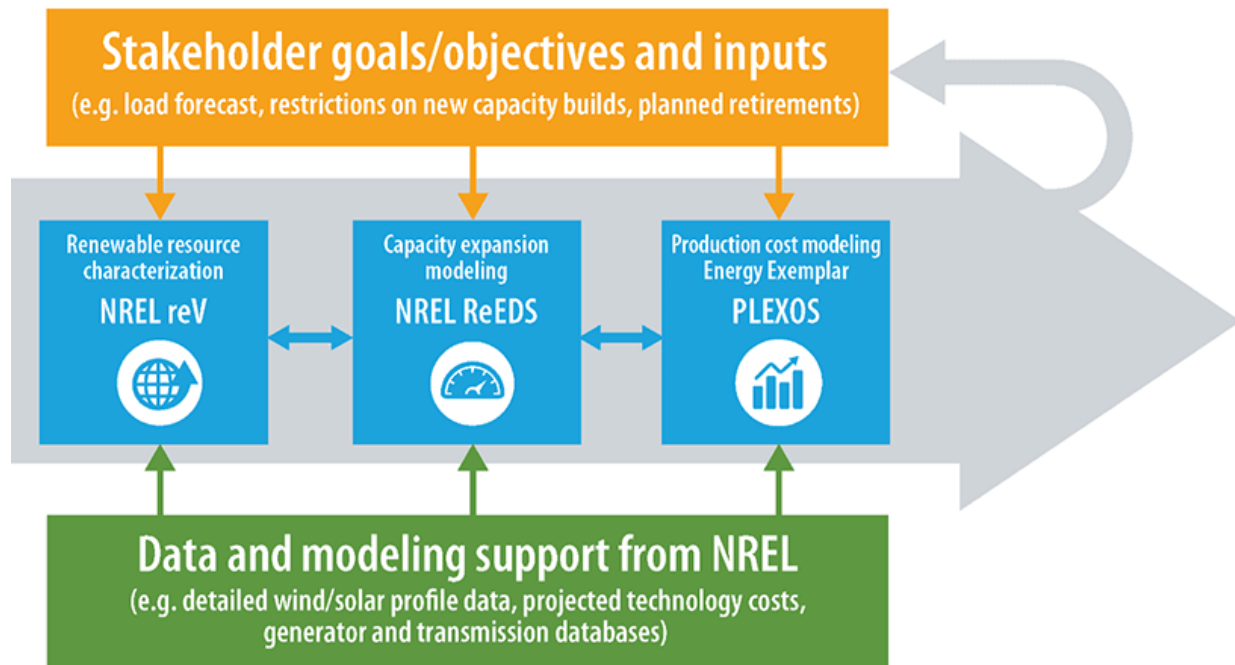 Stakeholder goals/objectives and inputs
(e.g. load forecast, restrictions on new capacity builds, planned retirements)
Renewable resource
characterization
NREL reV
Capacity expansion
modeling
NREL ReEDS
Production cost modeling
Energy Exemplar
PLEXOS
Data and modeling support from NREL
(e.g. detailed wind/solar profile data, projected technology costs,
generator and transmission databases)